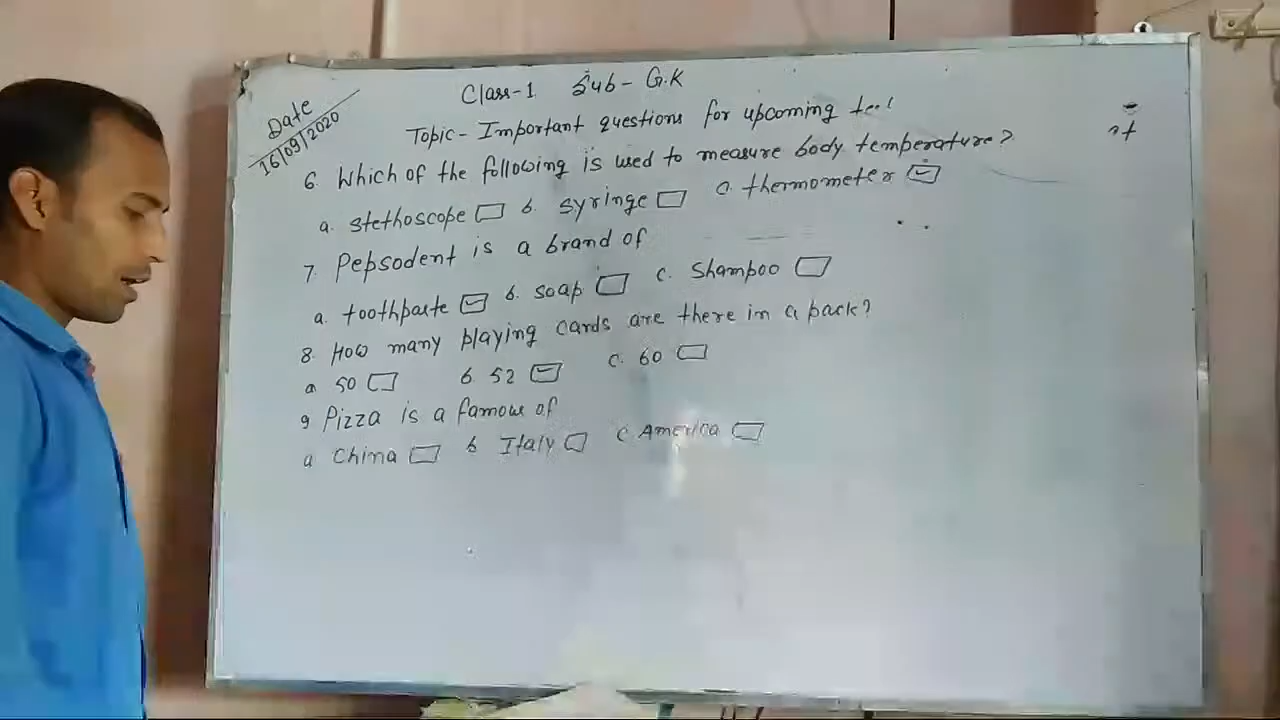 Date
16/09/2020
Class-1 Sub- G.K
Topic- Important questions for upcoming
6. Which of the following is used to measure body temperature?
a. stethoscope b. syringe c. thermometer
7. Pepsodent is a brand of
a. toothpaste b. soap c. Shampoo
8. How many playing cards are there in a pack?
a 50 b. 52 c. 60
9 Pizza is a famous of
a China b Italy c America